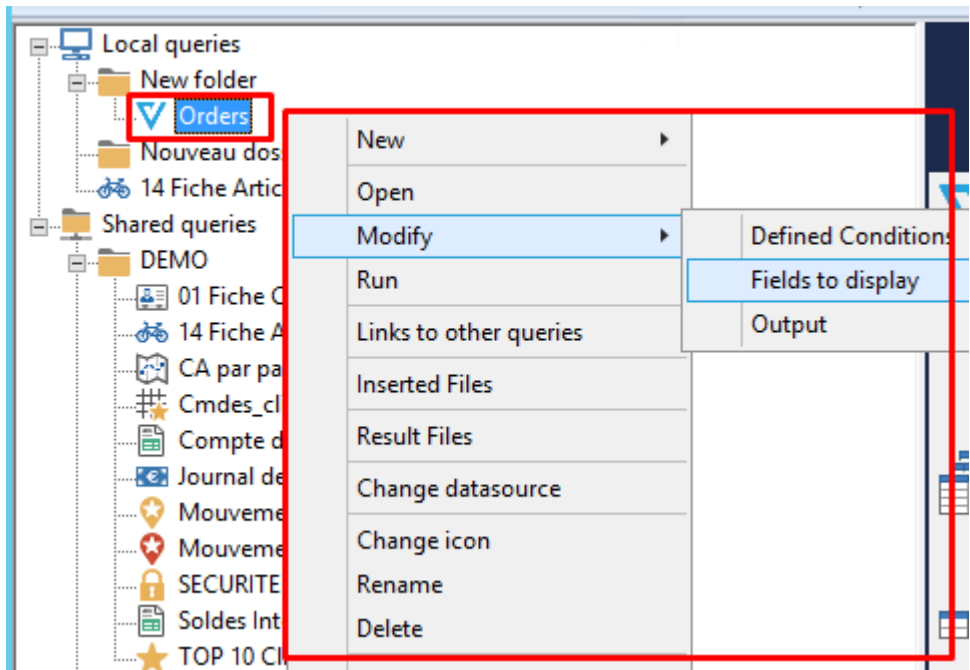 Local queries
New folder
Orders
Nouveau dos
14 Fiche Artic
Shared queries
DEMO
01 Fiche C
14 Fiche A
CA par pa
Cmdes_cl
Compte d
Journal de
Mouveme
Mouveme
SECURITE
Soldes Int
TOP 10 Cl
New
Open
Modify
Run
Links to other queries
Inserted Files
Result Files
Change datasource
Change icon
Rename
Delete
Defined Conditions
Fields to display
Output